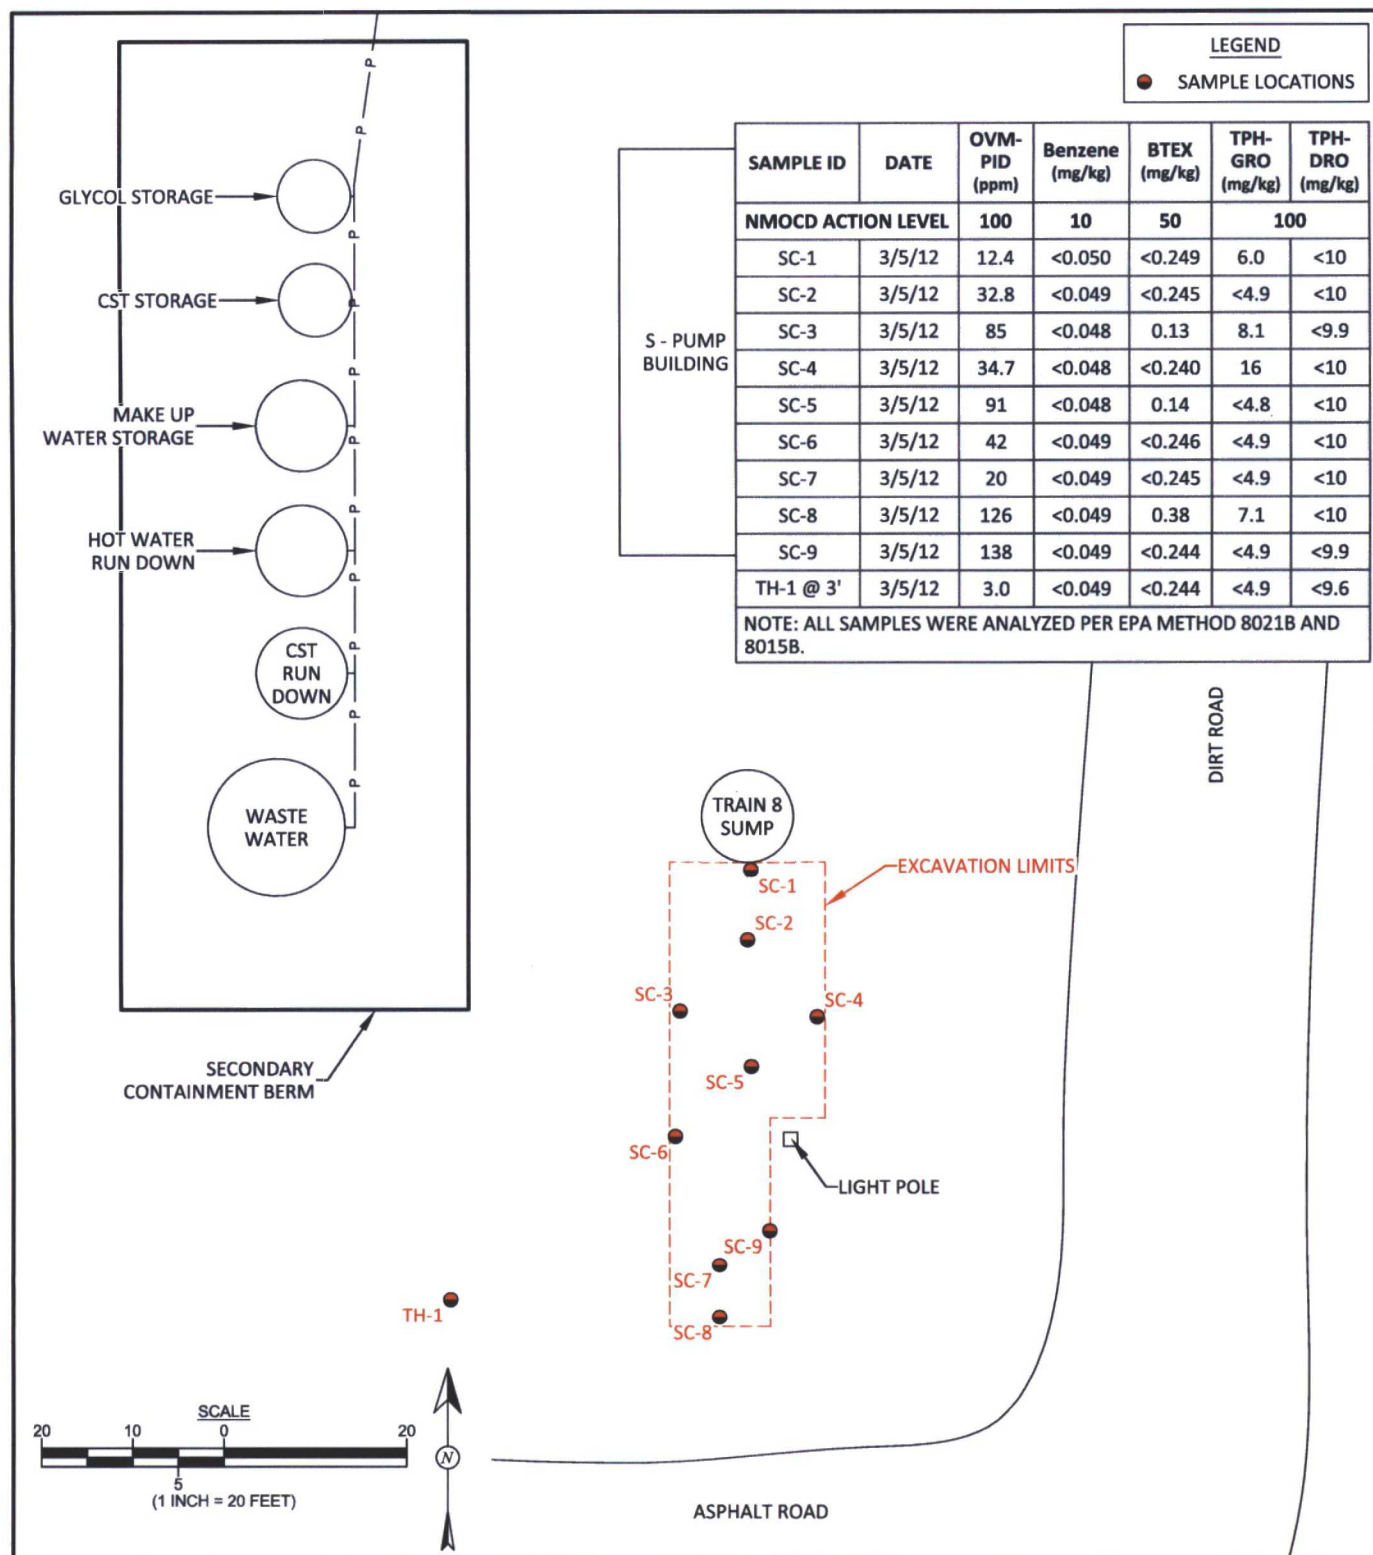 LEGEND
SAMPLE LOCATIONS
SAMPLE ID DATE OVM-PID (ppm) Benzene (mg/kg) BTEX (mg/kg) TPH-GRO (mg/kg) TPH-DRO (mg/kg)
NMOCD ACTION LEVEL 100 10 50 100
SC-1 3/5/12 12.4 <0.050 <0.249 6.0 <10
SC-2 3/5/12 32.8 <0.049 <0.245 <4.9 <10
SC-3 3/5/12 85 <0.048 0.13 8.1 <9.9
SC-4 3/5/12 34.7 <0.048 <0.240 16 <10
SC-5 3/5/12 91 <0.048 0.14 <4.8 <10
SC-6 3/5/12 42 <0.049 <0.246 <4.9 <10
SC-7 3/5/12 20 <0.049 <0.245 <4.9 <10
SC-8 3/5/12 126 <0.049 0.38 7.1 <10
SC-9 3/5/12 138 <0.049 <0.244 <4.9 <9.9
TH-1 @ 3' 3/5/12 3.0 <0.049 <0.244 <4.9 <9.6
NOTE: ALL SAMPLES WERE ANALYZED PER EPA METHOD 8021B AND
8015B.
S - PUMP
BUILDING
P
P
P
P
P
P
P
P
P
GLYCOL STORAGE
CST STORAGE
MAKE UP
WATER STORAGE
HOT WATER
RUN DOWN
CST
RUN
DOWN
WASTE
WATER
SECONDARY
CONTAINMENT BERM
DIRT ROAD
TRAIN 8
SUMP
EXCAVATION LIMITS
SC-1
SC-2
SC-3
SC-4
SC-5
SC-6
LIGHT POLE
SC-9
SC-7
SC-8
TH-1
SCALE
20 10 0 20
5
(1 INCH = 20 FEET)
N
ASPHALT ROAD